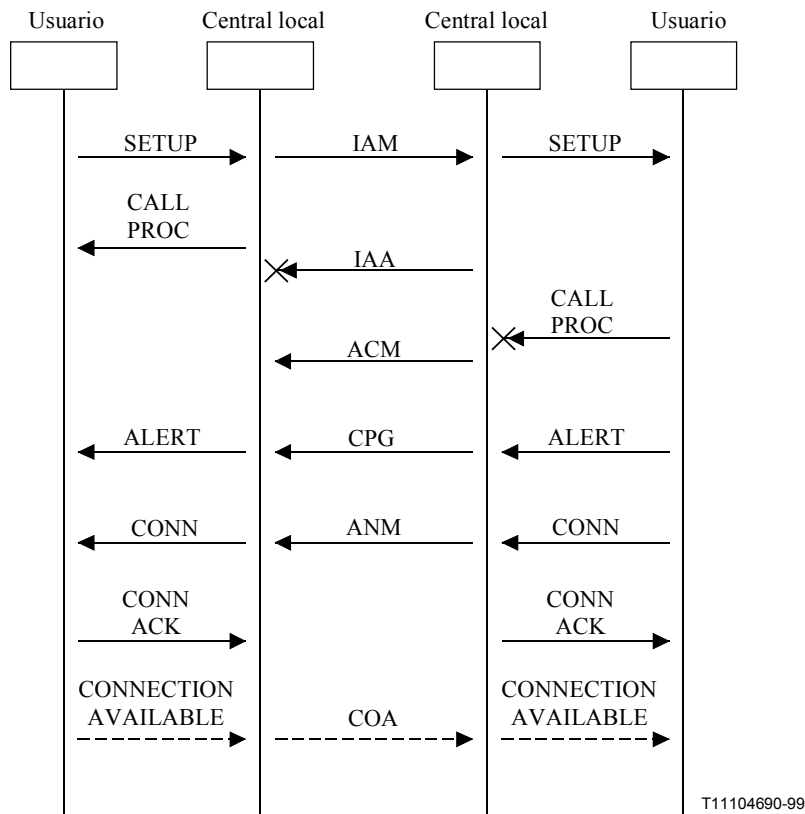 Usuario
Central local
Central local
Usuario
SETUP
IAM
SETUP
CALL
PROC
IAA
CALL
PROC
ACM
ALERT
CPG
ALERT
CONN
ANM
CONN
CONN
ACK
CONN
ACK
CONNECTION
AVAILABLE
COA
CONNECTION
AVAILABLE
T11104690-99